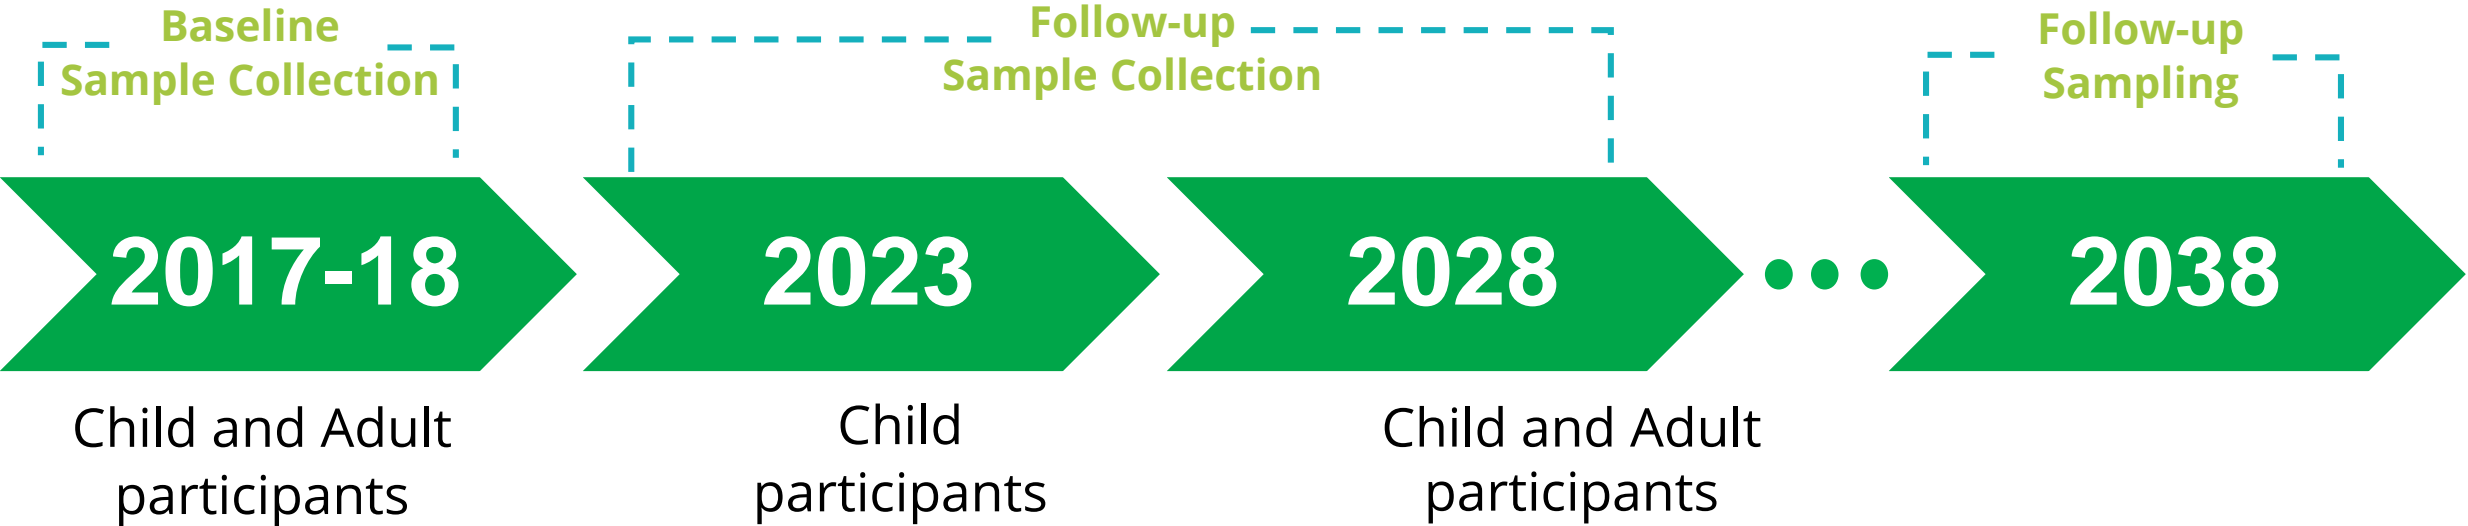 Baseline
Sample Collection
Follow-up
Sample Collection
Follow-up
Sampling
2017-18
2023
2028
2038
Child and Adult
participants
Child
participants
Child and Adult
participants